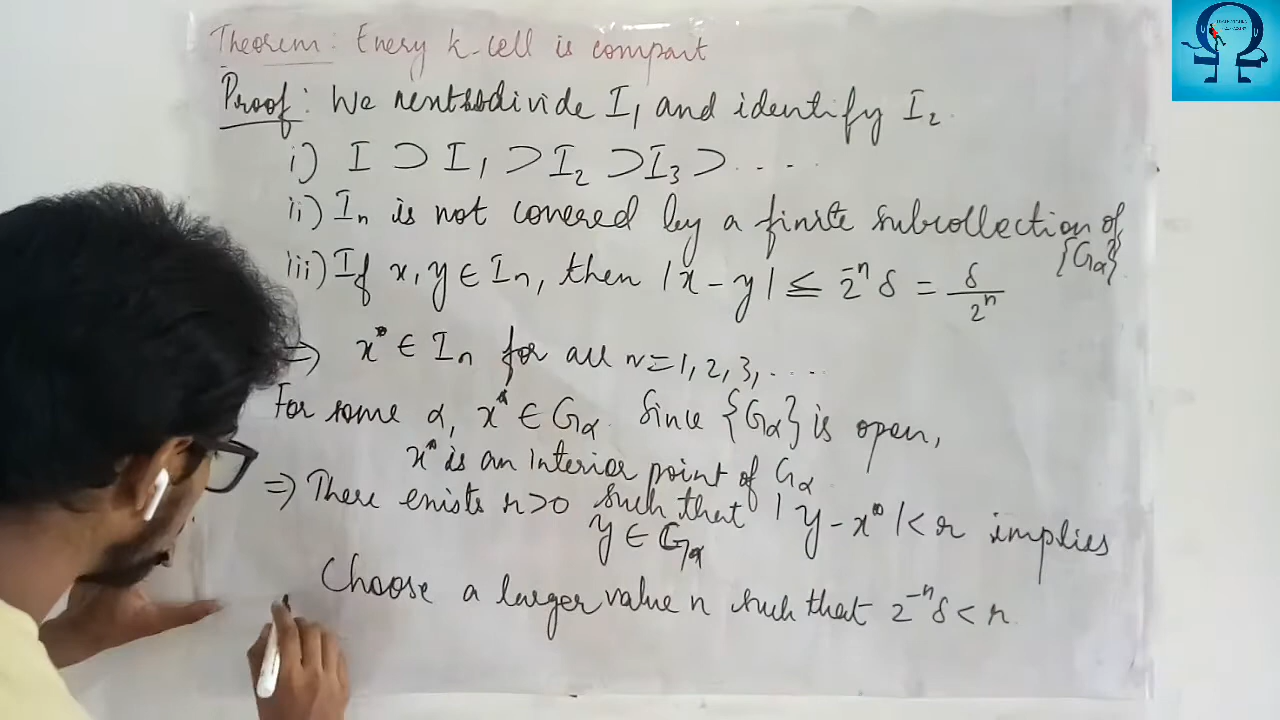 Theorem: Every k-cell is compact
Proof: We subdivide I₁ and identify I₂.
i) I ⊃ I₁ ⊃ I₂ ⊃ I₃ ⊃ .....
ii) Iₙ is not covered by a finite subcollection of {Gα}
iii) If x, y ∈ Iₙ, then |x-y| ≤ 2⁻ⁿ δ = δ/2ⁿ
⇒ x* ∈ Iₙ for all n=1,2,3,.....
For some α, x* ∈ Gα. Since {Gα} is open,
x* is an interior point of Gα
⇒ There exists r>0 such that |y-x*|<r implies
y ∈ Gα
Choose a larger value n such that 2⁻ⁿδ < r.